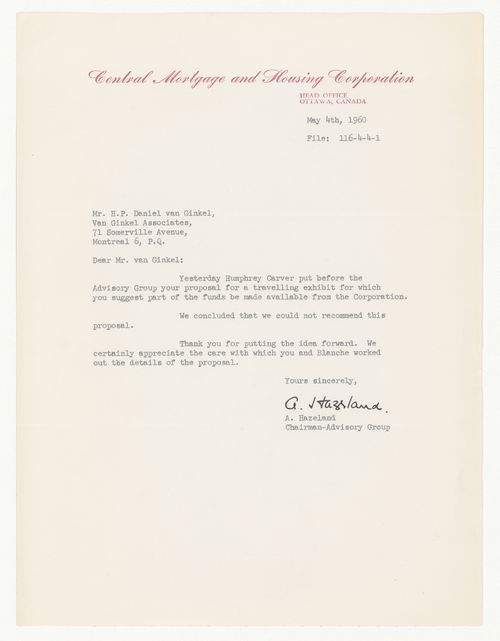 Central Mortgage and Housing Corporation
HEAD OFFICE
OTTAWA, CANADA
May 4th, 1960
File: 116-4-4-1
Mr. H.P. Daniel van Ginkel,
Van Ginkel Associates,
71 Somerville Avenue,
Montreal 6, P.Q.
Dear Mr. van Ginkel:
Yesterday Humphrey Carver put before the
Advisory Group your proposal for a travelling exhibit for which
you suggest part of the funds be made available from the Corporation.
We concluded that we could not recommend this
proposal.
Thank you for putting the idea forward. We
certainly appreciate the care with which you and Blanche worked
out the details of the proposal.
Yours sincerely,
A. Hazeland.
A. Hazeland
Chairman-Advisory Group